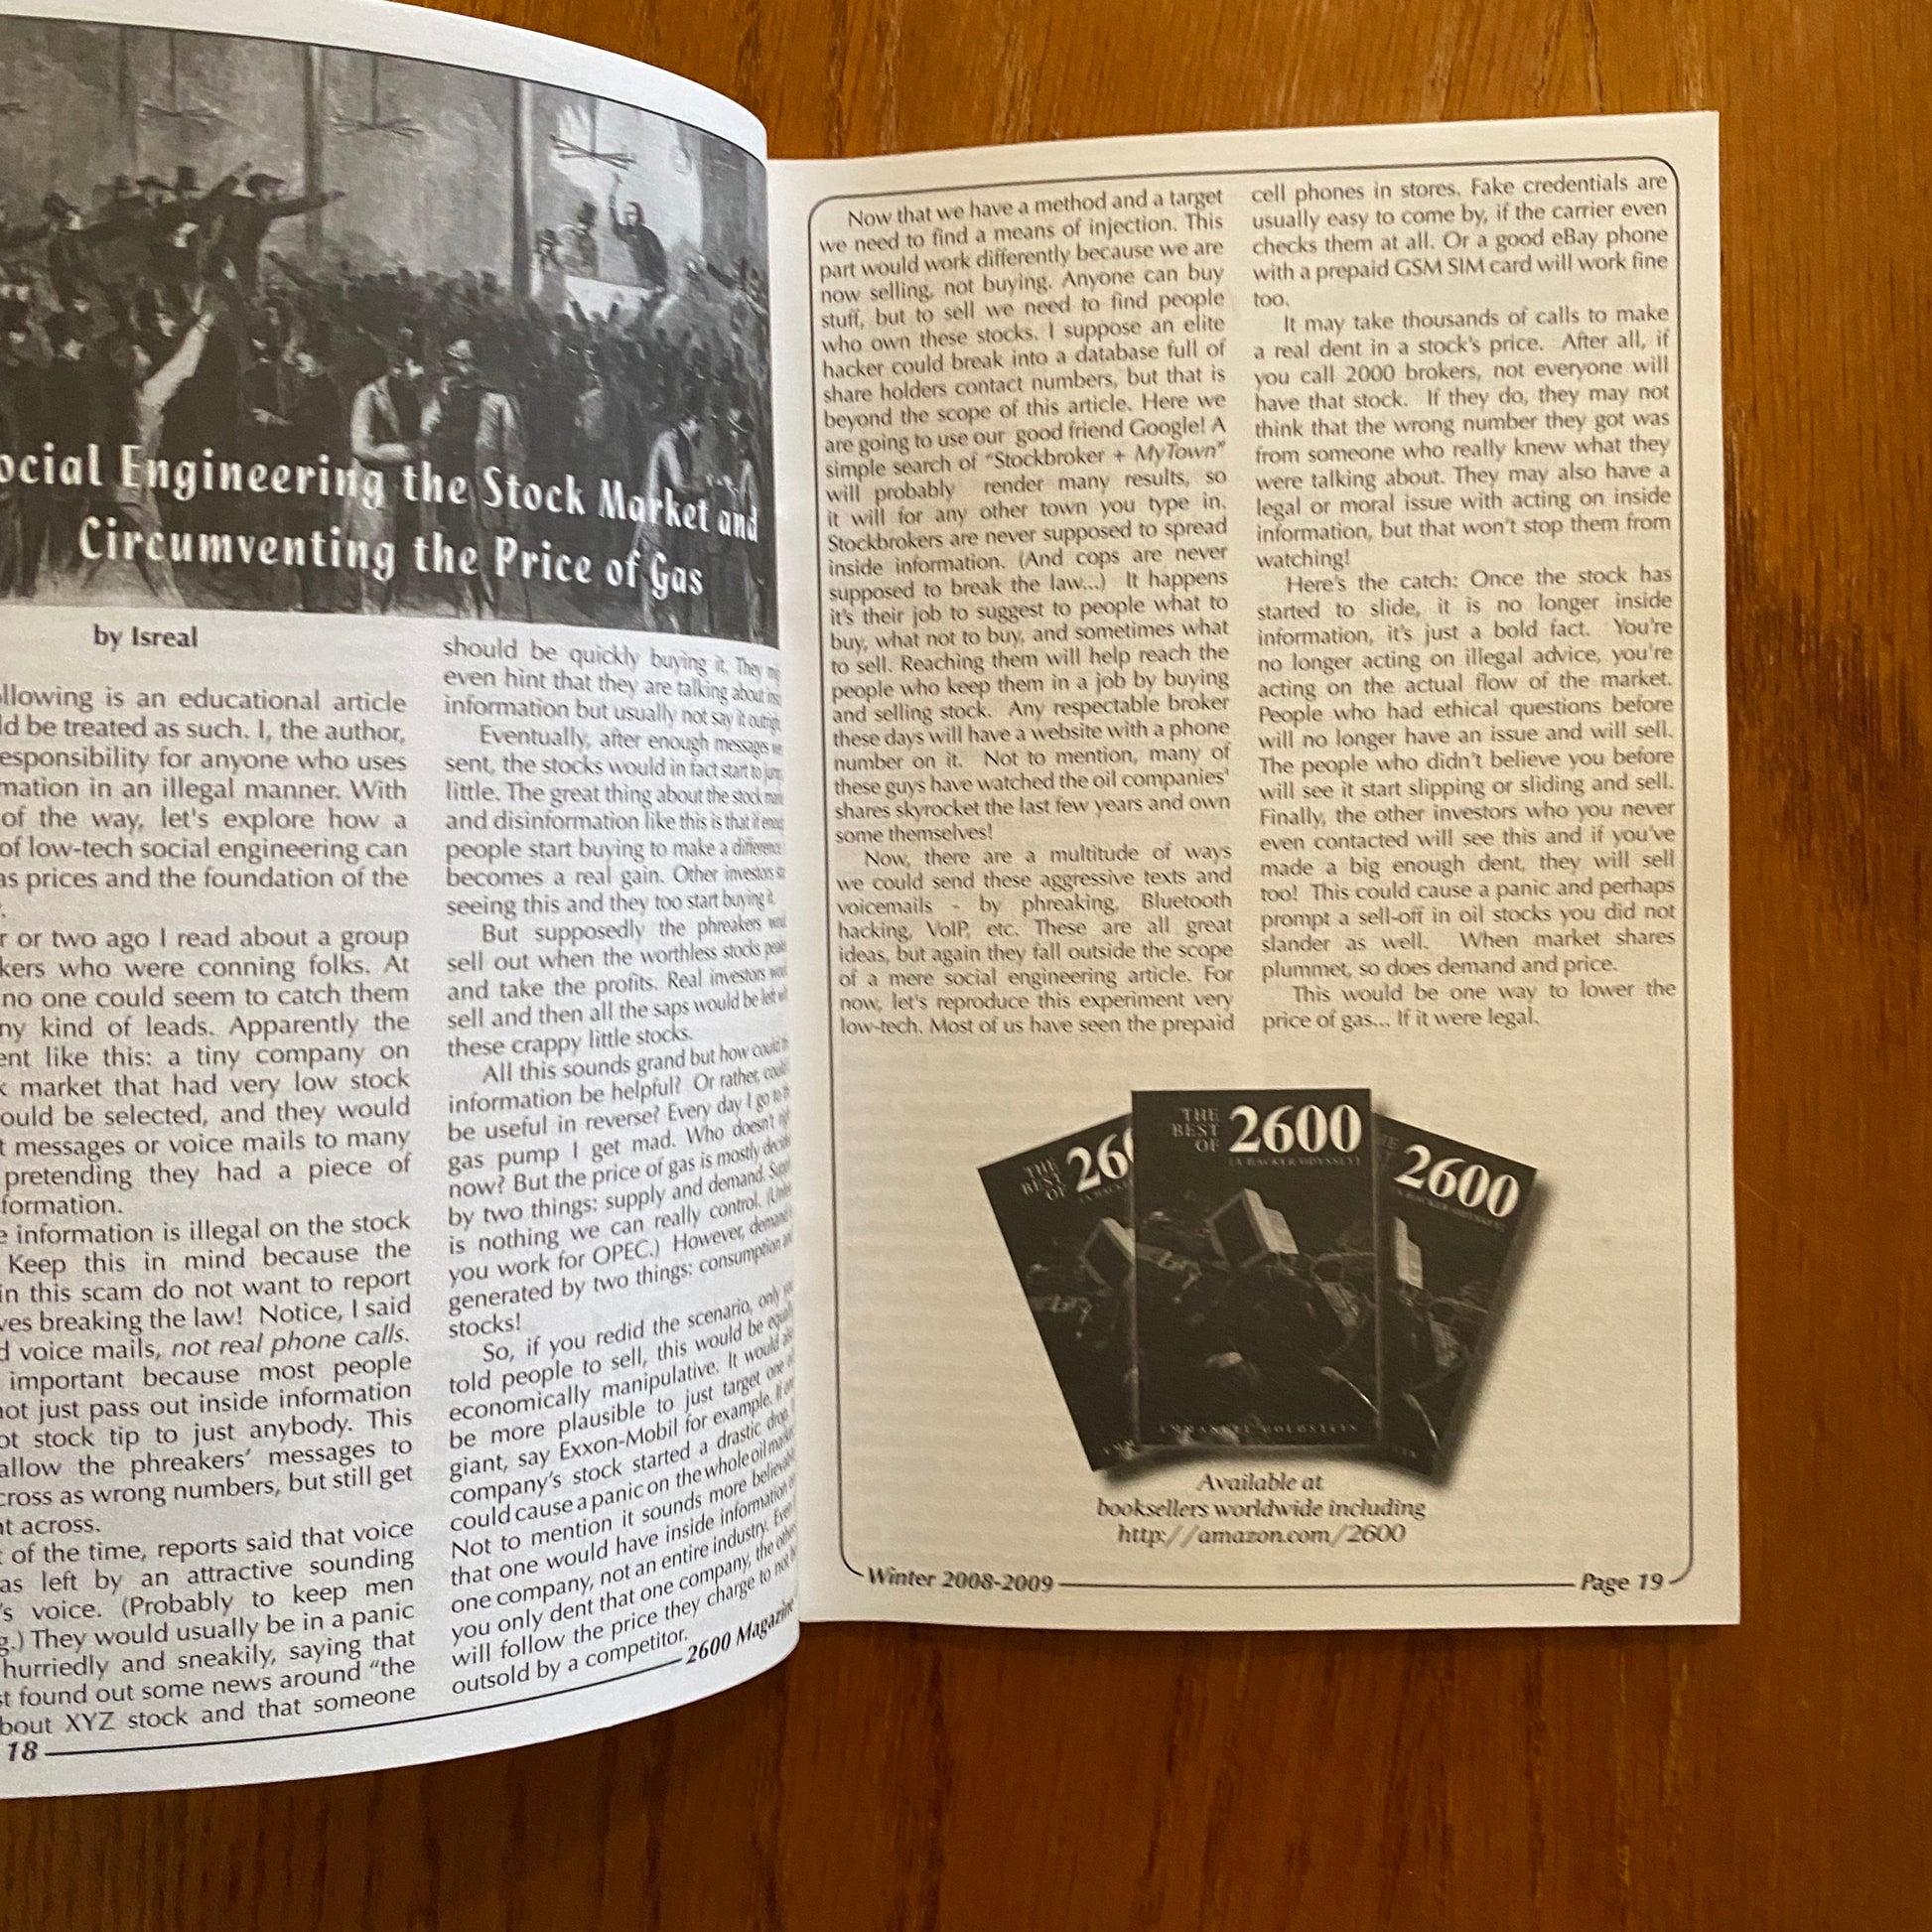 ocial Engineering the Stock Market and
Circumventing the Price of Gas
by Isreal
llowing is an educational article
ld be treated as such. I, the author,
esponsibility for anyone who uses
mation in an illegal manner. With
of the way, let's explore how a
of low-tech social engineering can
as prices and the foundation of the
r or two ago I read about a group
kers who were conning folks. At
no one could seem to catch them
ny kind of leads. Apparently the
ent like this: a tiny company on
k market that had very low stock
ould be selected, and they would
t messages or voice mails to many
pretending they had a piece of
formation.
e information is illegal on the stock
Keep this in mind because the
in this scam do not want to report
ves breaking the law! Notice, I said
d voice mails, not real phone calls.
important because most people
not just pass out inside information
ot stock tip to just anybody. This
allow the phreakers' messages to
cross as wrong numbers, but still get
nt across.
t of the time, reports said that voice
as left by an attractive sounding
's voice. (Probably to keep men
g.) They would usually be in a panic
hurriedly and sneakily, saying that
st found out some news around "the
bout XYZ stock and that someone
18
should be quickly buying it. They
even hint that they are talking about
information but usually not say it
Eventually, after enough messages
sent, the stocks would in fact start to
little. The great thing about the stock
and disinformation like this is that if
people start buying to make a difference
becomes a real gain. Other investors
seeing this and they too start buying it.
But supposedly the phreakers
sell out when the worthless stocks
and take the profits. Real investors
sell and then all the saps would be left
these crappy little stocks.
All this sounds grand but how could
information be helpful? Or rather, could
be useful in reverse? Every day I go to
gas pump I get mad. Who doesn't
now? But the price of gas is mostly
by two things: supply and demand.
is nothing we can really control.
you work for OPEC.) However, demand
generated by two things: consumption
stocks!
So, if you redid the scenario, only
told people to sell, this would be
economically manipulative. It would
be more plausible to just target one
giant, say Exxon-Mobil for example.
company's stock started a drastic drop,
could cause a panic on the whole oil
Not to mention it sounds more
that one would have inside information
one company, not an entire industry.
you only dent that one company, the
will follow the price they charge to not
outsold by a competitor.
2600 Magazine
Now that we have a method and a target
we need to find a means of injection. This
part would work differently because we are
now selling, not buying. Anyone can buy
stuff, but to sell we need to find people
who own these stocks. I suppose an elite
hacker could break into a database full of
share holders contact numbers, but that is
beyond the scope of this article. Here we
are going to use our good friend Google! A
simple search of "Stockbroker + MyTown"
will probably render many results, so
it will for any other town you type in.
Stockbrokers are never supposed to spread
inside information. (And cops are never
supposed to break the law...) It happens
it's their job to suggest to people what to
buy, what not to buy, and sometimes what
to sell. Reaching them will help reach the
people who keep them in a job by buying
and selling stock. Any respectable broker
these days will have a website with a phone
number on it. Not to mention, many of
these guys have watched the oil companies'
shares skyrocket the last few years and own
some themselves!
Now, there are a multitude of ways
we could send these aggressive texts and
voicemails - by phreaking, Bluetooth
hacking, VoIP, etc. These are all great
ideas, but again they fall outside the scope
of a mere social engineering article. For
now, let's reproduce this experiment very
low-tech. Most of us have seen the prepaid
cell phones in stores. Fake credentials are
usually easy to come by, if the carrier even
checks them at all. Or a good eBay phone
with a prepaid GSM SIM card will work fine
too.
It may take thousands of calls to make
a real dent in a stock's price. After all, if
you call 2000 brokers, not everyone will
have that stock. If they do, they may not
think that the wrong number they got was
from someone who really knew what they
were talking about. They may also have a
legal or moral issue with acting on inside
information, but that won't stop them from
watching!
Here's the catch: Once the stock has
started to slide, it is no longer inside
information, it's just a bold fact. You're
no longer acting on illegal advice, you're
acting on the actual flow of the market.
People who had ethical questions before
will no longer have an issue and will sell.
The people who didn't believe you before
will see it start slipping or sliding and sell.
Finally, the other investors who you never
even contacted will see this and if you've
made a big enough dent, they will sell
too! This could cause a panic and perhaps
prompt a sell-off in oil stocks you did not
slander as well. When market shares
plummet, so does demand and price.
This would be one way to lower the
price of gas... If it were legal.
THE
BEST
OF
26
THE
BEST
OF
2600
2600
Available at
booksellers worldwide including
http://amazon.com/2600
Winter 2008-2009
Page 19